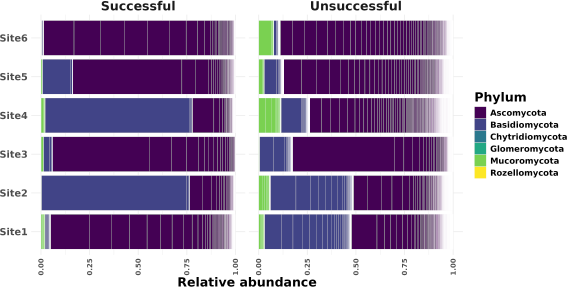 Successful
Unsuccessful
Site6
Site5
Site4
Site3
Site2
Site1
Phylum
Ascomycota
Basidiomycota
Chytridiomycota
Glomeromycota
Mucoromycota
Rozellomycota
0.00
0.25
0.50
0.75
1.00
0.00
0.25
0.50
0.75
1.00
Relative abundance